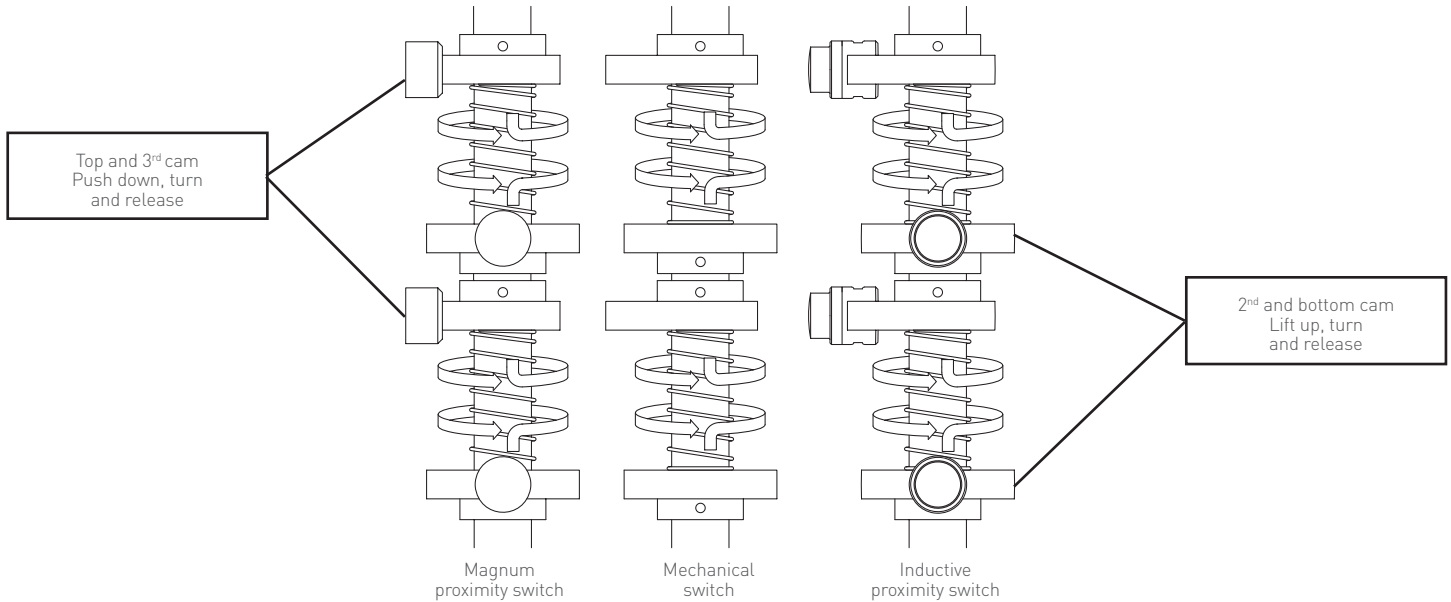 Top and 3rd cam
Push down, turn
and release
2nd and bottom cam
Lift up, turn
and release
Magnum
proximity switch
Mechanical
switch
Inductive
proximity switch